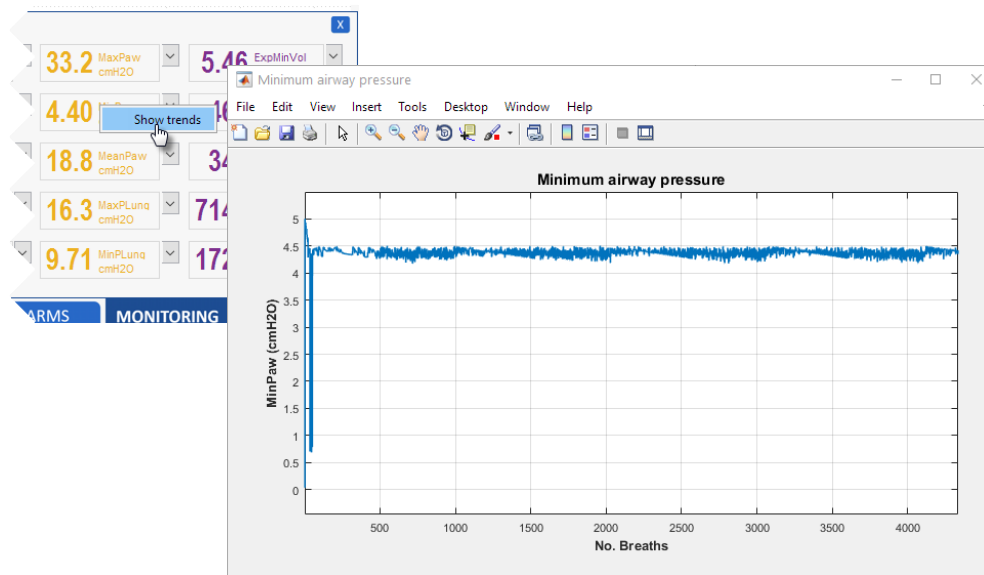 X
33.2 MaxPaw
cmH2O
5.46 ExpMinVol
4.40
Show trends
18.8 MeanPaw
cmH2O
34
16.3 MaxPLung
cmH2O
714
9.71 MinPLung
cmH2O
172
ARMS
MONITORING
Minimum airway pressure
File Edit View Insert Tools Desktop Window Help
Minimum airway pressure
5
4.5
4
3.5
3
2.5
2
1.5
1
0.5
0
MinPaw (cmH2O)
500 1000 1500 2000 2500 3000 3500 4000
No. Breaths